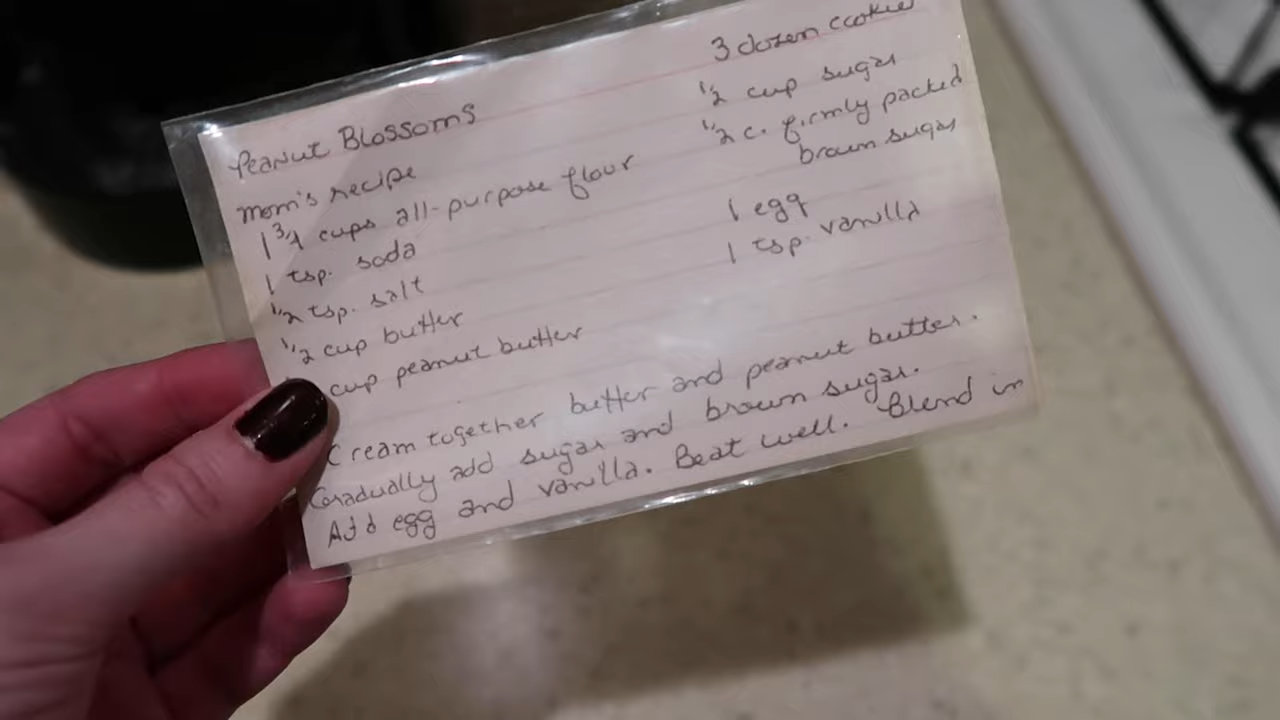 3 dozen cookies
Peanut Blossoms
Mom's recipe
1 3/4 cups all-purpose flour
1 tsp. soda
1/2 tsp. salt
1/2 cup butter
cup peanut butter
1/2 cup sugar
1/2 c. firmly packed
brown sugar
1 egg
1 tsp. vanilla
Cream together butter and peanut butter.
Gradually add sugar and brown sugar.
Add egg and vanilla. Beat well. Blend in